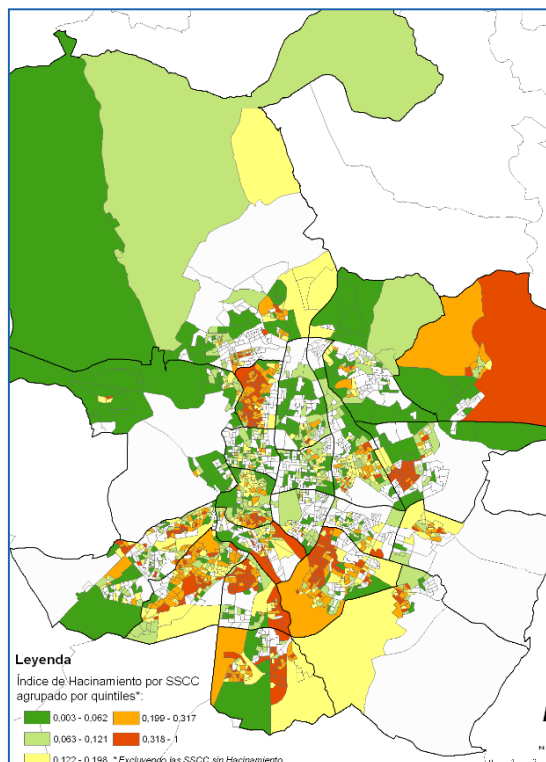 Leyenda
Índice de Hacinamiento por SSCC
agrupado por quintiles*:
0,003 - 0,062
0,199 - 0,317
0,063 - 0,121
0,318 - 1
0,122 - 0,198
* Excluyendo las SSCC sin Hacinamiento
N